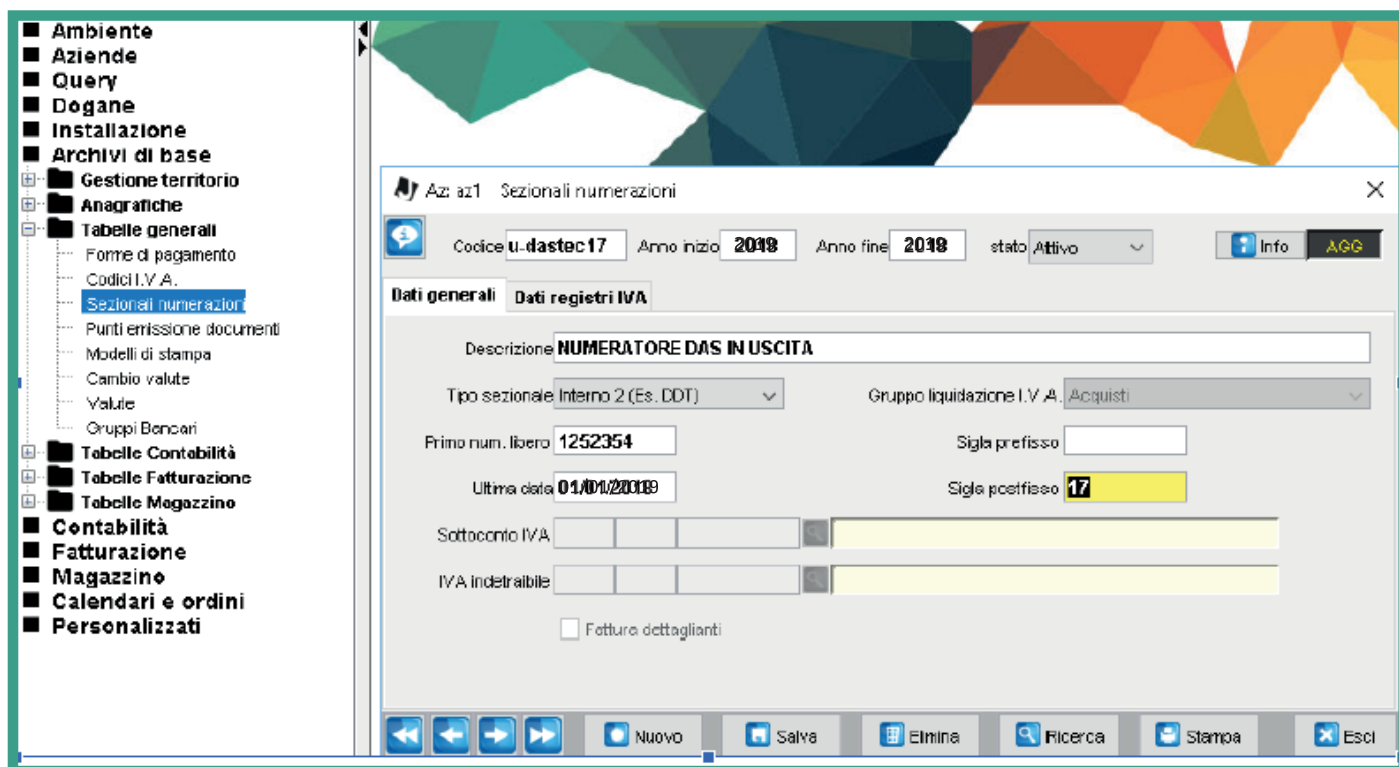 Ambiente
Aziende
Query
Dogane
Installazione
Archivi di base
Gestione territorio
Anagrafiche
Tabelle generali
Forme di pagamento
Codici I.V.A.
Sezionali numerazioni
Punti emissione documenti
Modelli di stampa
Cambio valute
Valute
Gruppi Bancari
Tabelle Contabilità
Tabelle Fatturazione
Tabelle Magazzino
Contabilità
Fatturazione
Magazzino
Calendari e ordini
Personalizzati
Az: az1 Sezionali numerazioni
Codice u-dastec17 Anno inizio Anno fine stato Attivo Info AGG
Dati generali Dati registri IVA
Descrizione NUMERATORE DAS IN USCITA
Tipo sezionale Interno 2 (Es. DDT) Gruppo liquidazione I.V.A. Acquisti
Primo num. libero 1252354 Sigla prefisso
Ultima data Sigla postfisso 17
Sottoconto IVA
IVA indetraibile
Fattura dettaglianti
Nuovo Salva Elmina Ricerca Stampa Esci